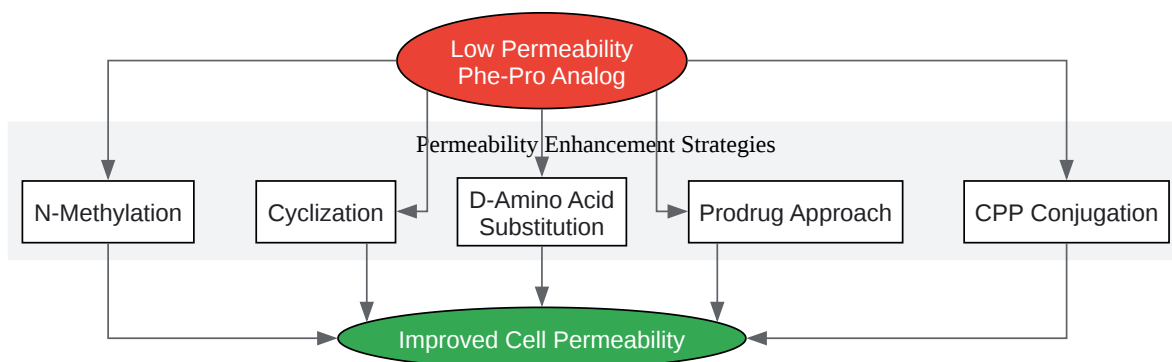 Low Permeability
Phe-Pro Analog
Permeability Enhancement Strategies
N-Methylation
Cyclization
D-Amino Acid
Substitution
Prodrug Approach
CPP Conjugation
Improved Cell Permeability